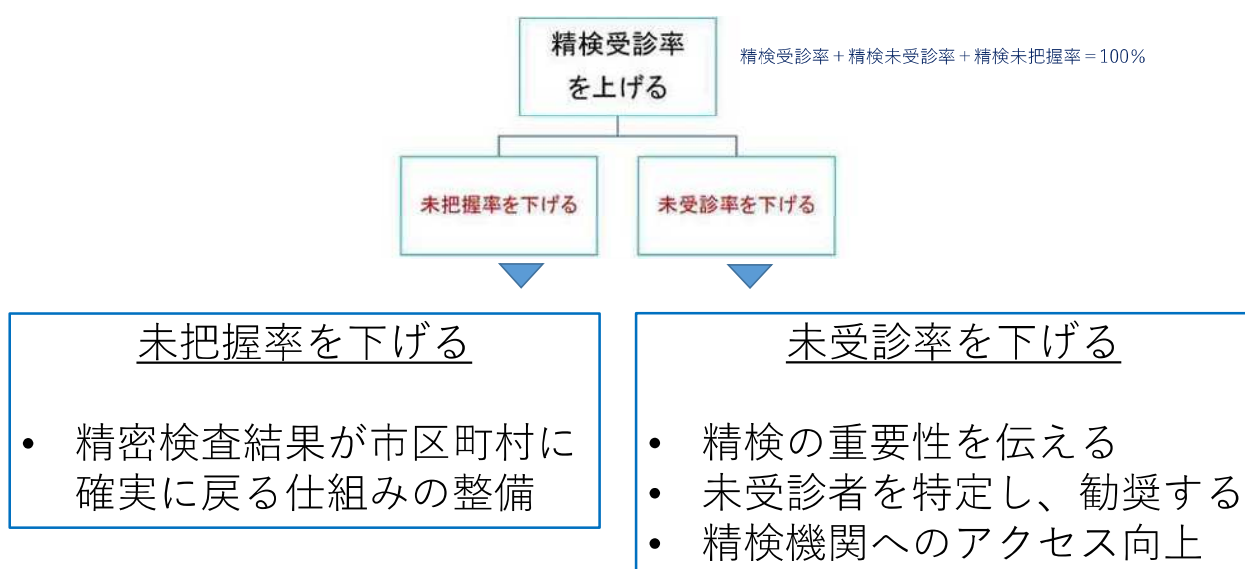 精検受診率
を上げる
精検受診率+精検未受診率+精検未把握率=100%
未把握率を下げる
未受診率を下げる
未把握率を下げる
• 精密検査結果が市区町村に
確実に戻る仕組みの整備
未受診率を下げる
• 精検の重要性を伝える
• 未受診者を特定し、勧奨する
• 精検機関へのアクセス向上